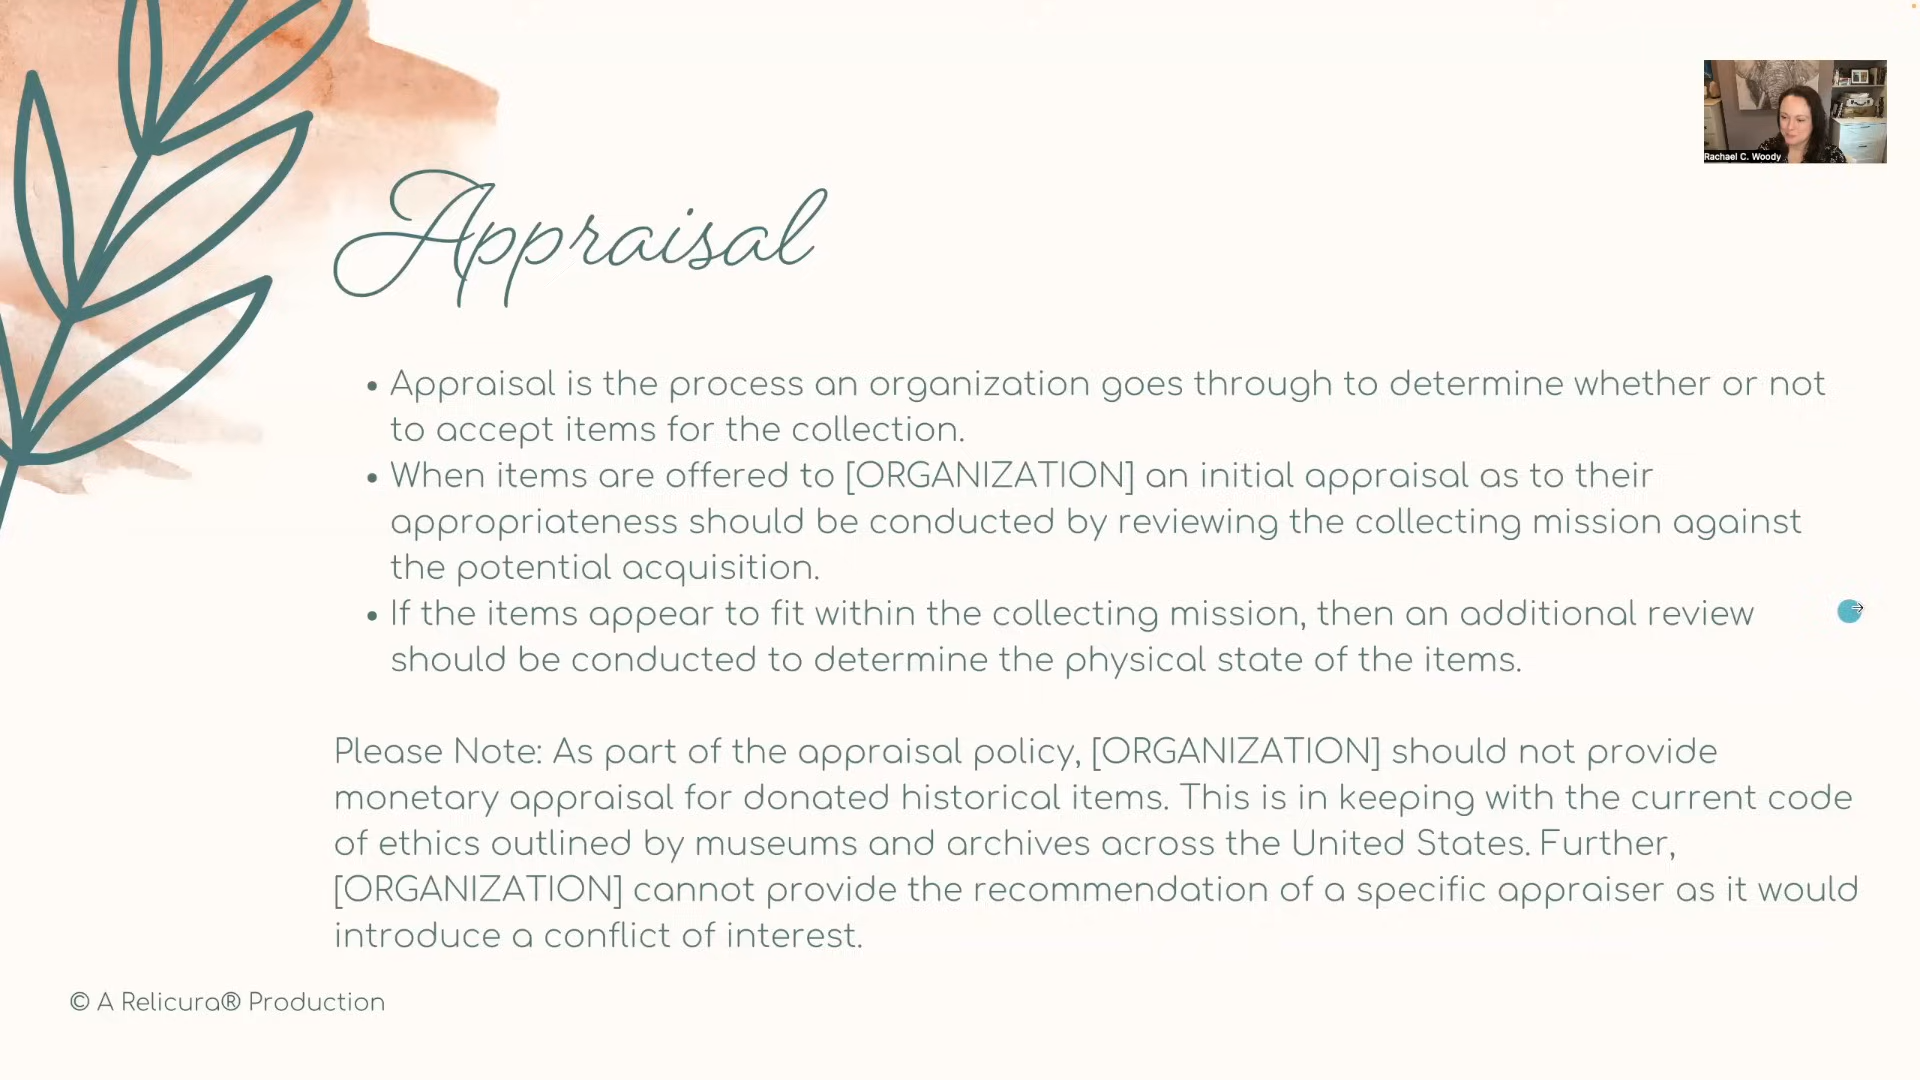 Rachael C. Woody
Appraisal
• Appraisal is the process an organization goes through to determine whether or not
to accept items for the collection.
• When items are offered to [ORGANIZATION] an initial appraisal as to their
appropriateness should be conducted by reviewing the collecting mission against
the potential acquisition.
• If the items appear to fit within the collecting mission, then an additional review
should be conducted to determine the physical state of the items.
Please Note: As part of the appraisal policy, [ORGANIZATION] should not provide
monetary appraisal for donated historical items. This is in keeping with the current code
of ethics outlined by museums and archives across the United States. Further,
[ORGANIZATION] cannot provide the recommendation of a specific appraiser as it would
introduce a conflict of interest.
© A Relicura® Production